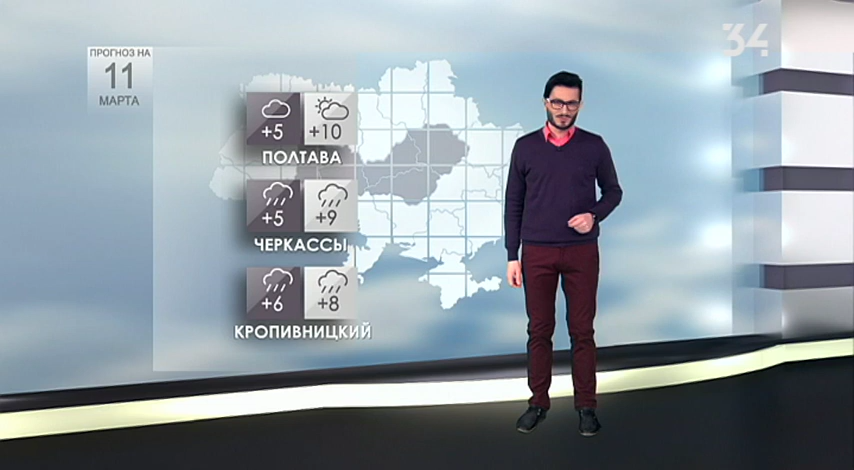 34
ПРОГНОЗ НА
11
МАРТА
+5 +10
ПОЛТАВА
+5 +9
ЧЕРКАССЫ
+6 +8
КРОПИВНИЦКИЙ